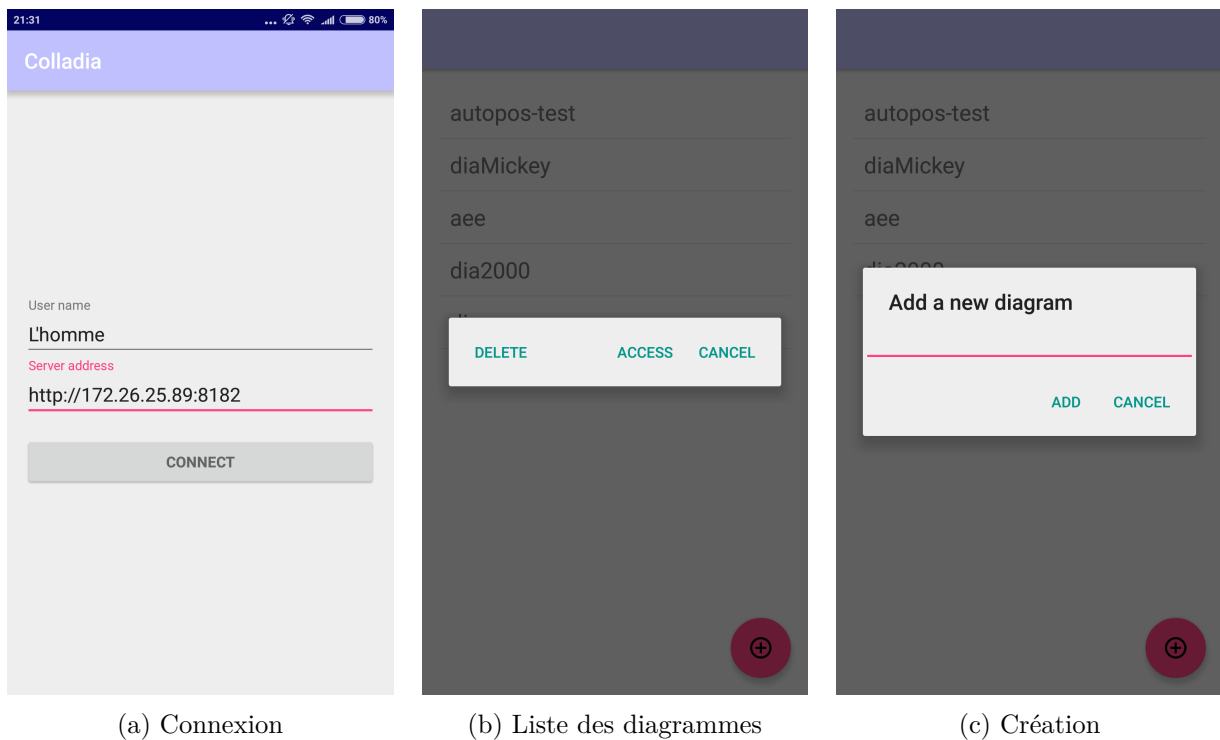 21:31
... 80%
Colladia
User name
L'homme
Server address
http://172.26.25.89:8182
CONNECT
(a) Connexion
autopos-test
diaMickey
aee
dia2000
DELETE ACCESS CANCEL
(b) Liste des diagrammes
autopos-test
diaMickey
aee
dia2000
Add a new diagram
ADD CANCEL
(c) Création